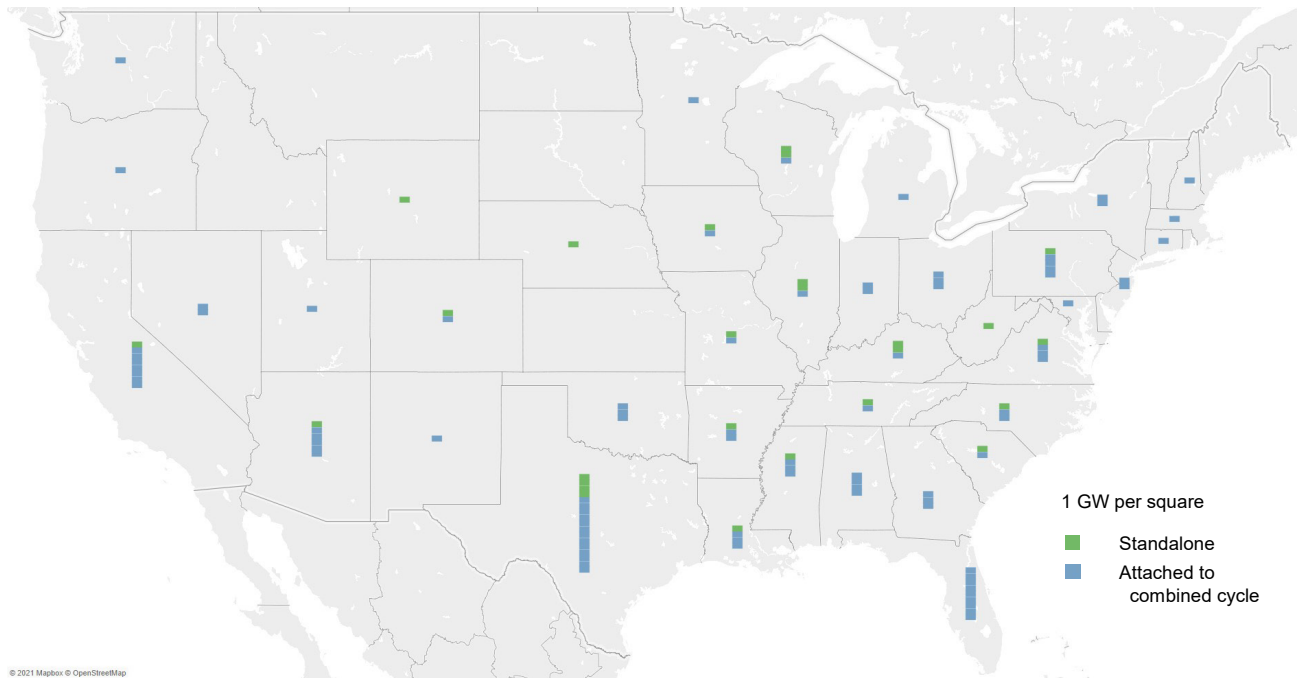 1 GW per square
Standalone
Attached to
combined cycle
© 2021 Mapbox © OpenStreetMap